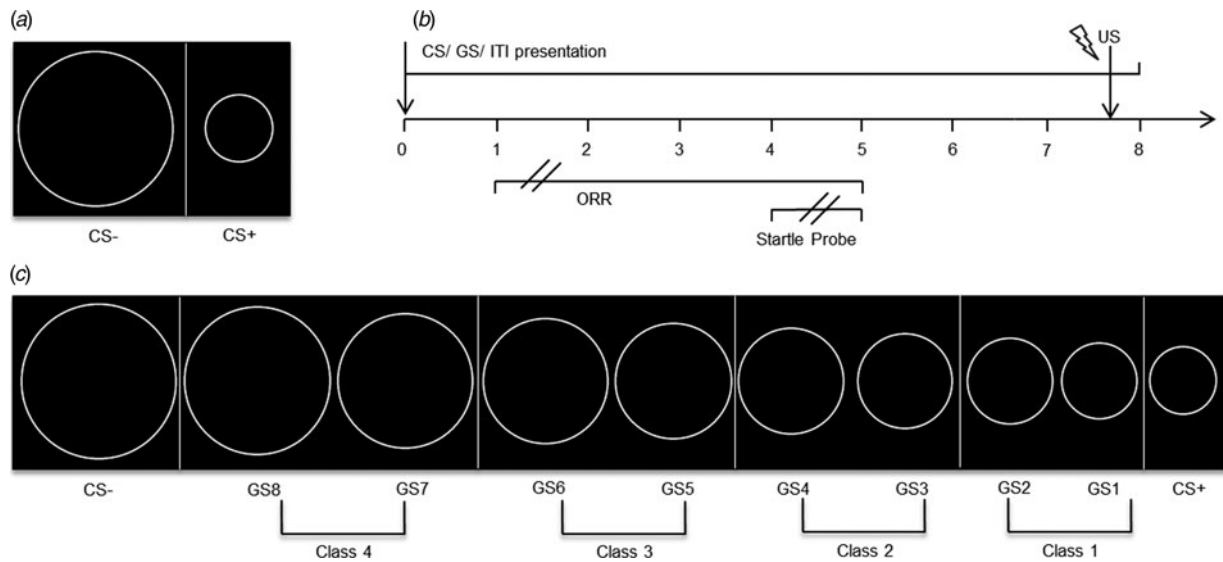 (a)
CS- CS+
(b)
CS/ GS/ ITI presentation
US
0 1 2 3 4 5 6 7 8
ORR
Startle Probe
(c)
CS- GS8 GS7 GS6 GS5 GS4 GS3 GS2 GS1 CS+
Class 4 Class 3 Class 2 Class 1